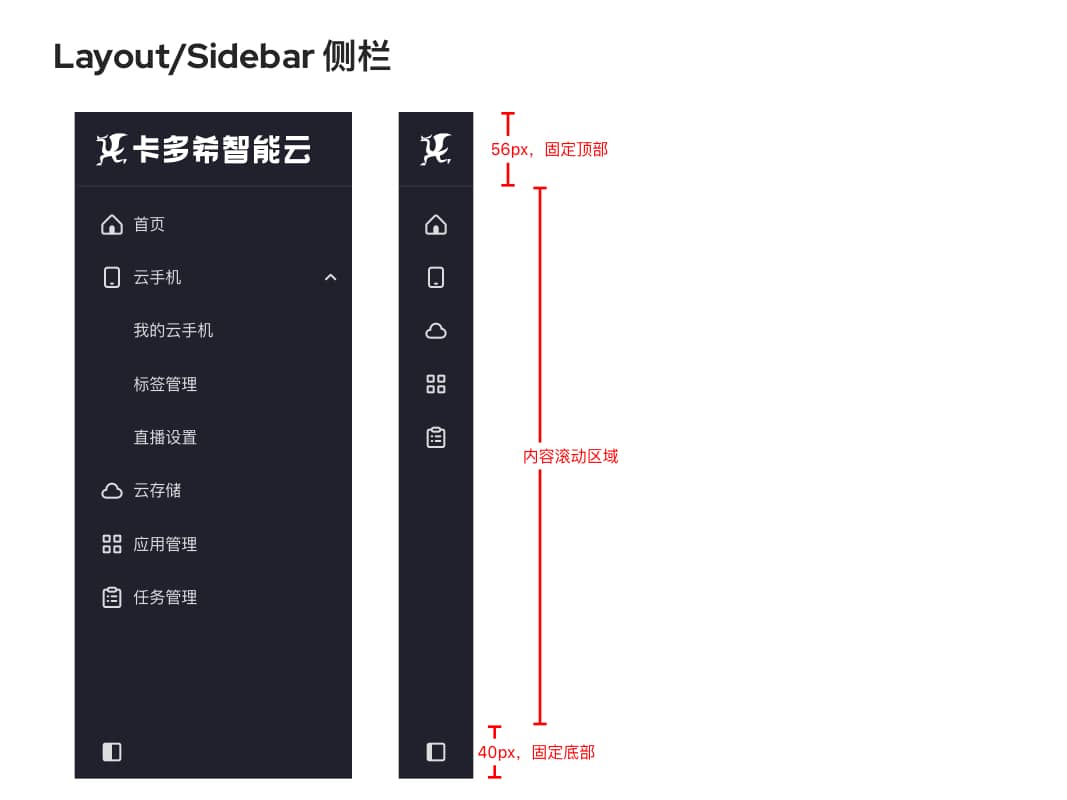 Layout/Sidebar 侧栏
卡多希智能云
56px，固定顶部
首页
云手机
我的云手机
标签管理
直播设置
内容滚动区域
云存储
应用管理
任务管理
40px，固定底部